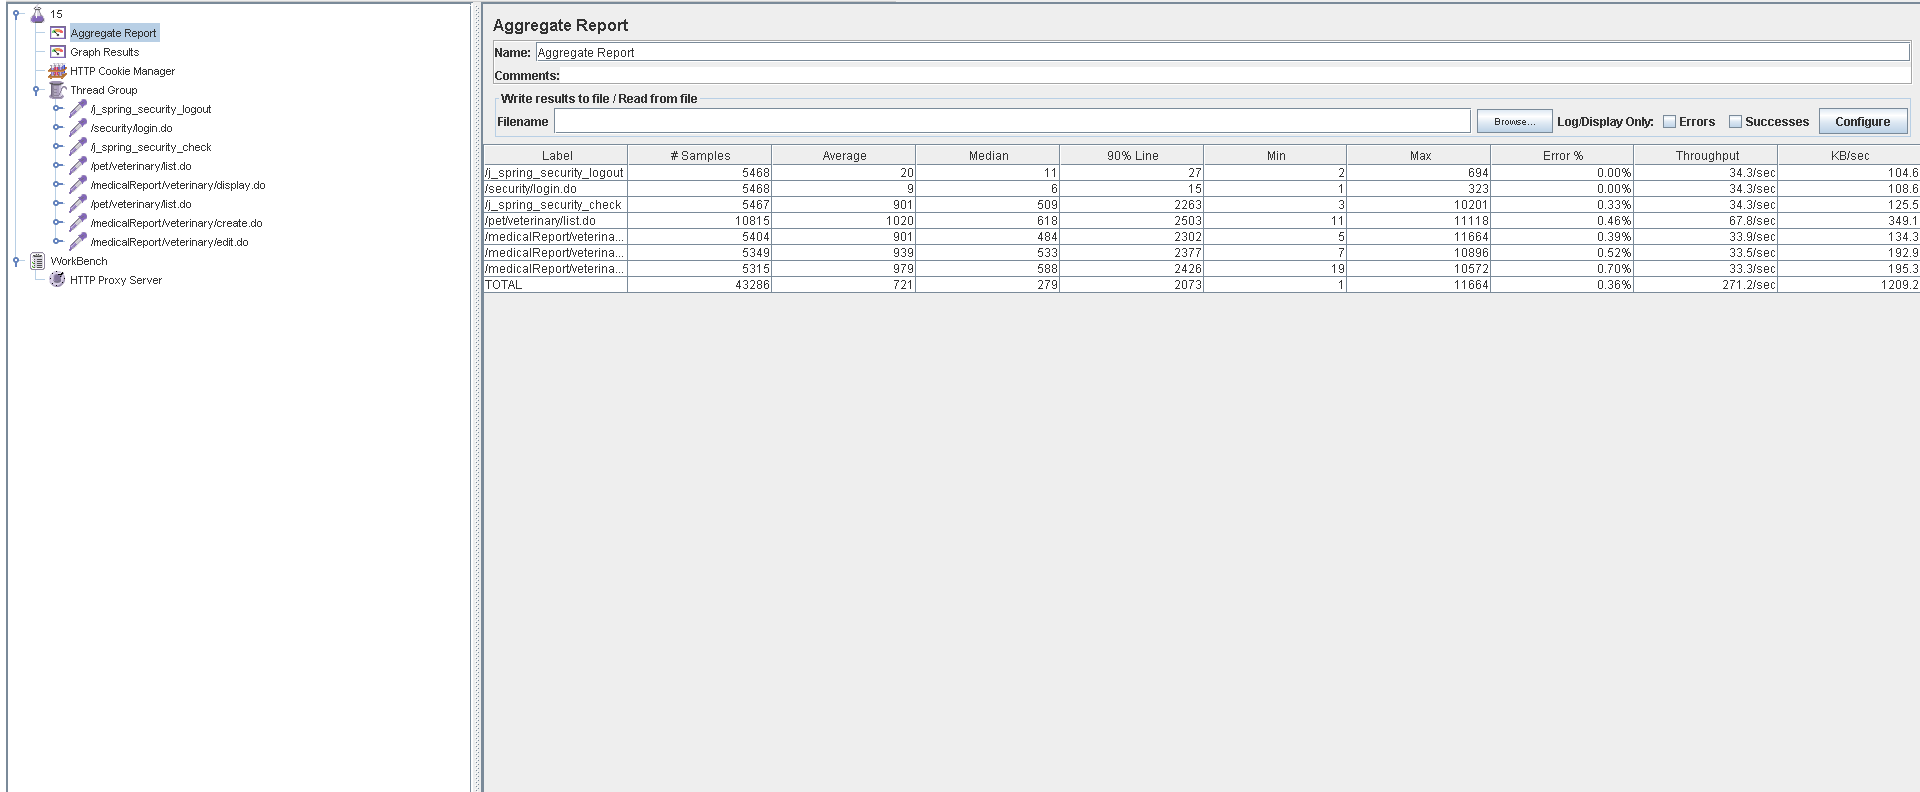 15
Aggregate Report
Graph Results
HTTP Cookie Manager
Thread Group
/j_spring_security_logout
/security/login.do
/j_spring_security_check
/pet/veterinary/list.do
/medicalReport/veterinary/display.do
/pet/veterinary/list.do
/medicalReport/veterinary/create.do
/medicalReport/veterinary/edit.do
WorkBench
HTTP Proxy Server
Aggregate Report
Name: Aggregate Report
Comments:
Write results to file / Read from file
Filename Browse... Log/Display Only: Errors Successes Configure
Label # Samples Average Median 90% Line Min Max Error % Throughput KB/sec
/j_spring_security_logout 5468 20 11 27 2 694 0.00% 34.3/sec 104.6
/security/login.do 5468 9 6 15 1 323 0.00% 34.3/sec 108.6
/j_spring_security_check 5467 901 509 2263 3 10201 0.33% 34.3/sec 125.5
/pet/veterinary/list.do 10815 1020 618 2503 11 11118 0.46% 67.8/sec 349.1
/medicalReport/veterina... 5404 901 484 2302 5 11664 0.39% 33.9/sec 134.3
/medicalReport/veterina... 5349 939 533 2377 7 10896 0.52% 33.5/sec 192.9
/medicalReport/veterina... 5315 979 588 2426 19 10572 0.70% 33.3/sec 195.3
TOTAL 43286 721 279 2073 1 11664 0.36% 271.2/sec 1209.2